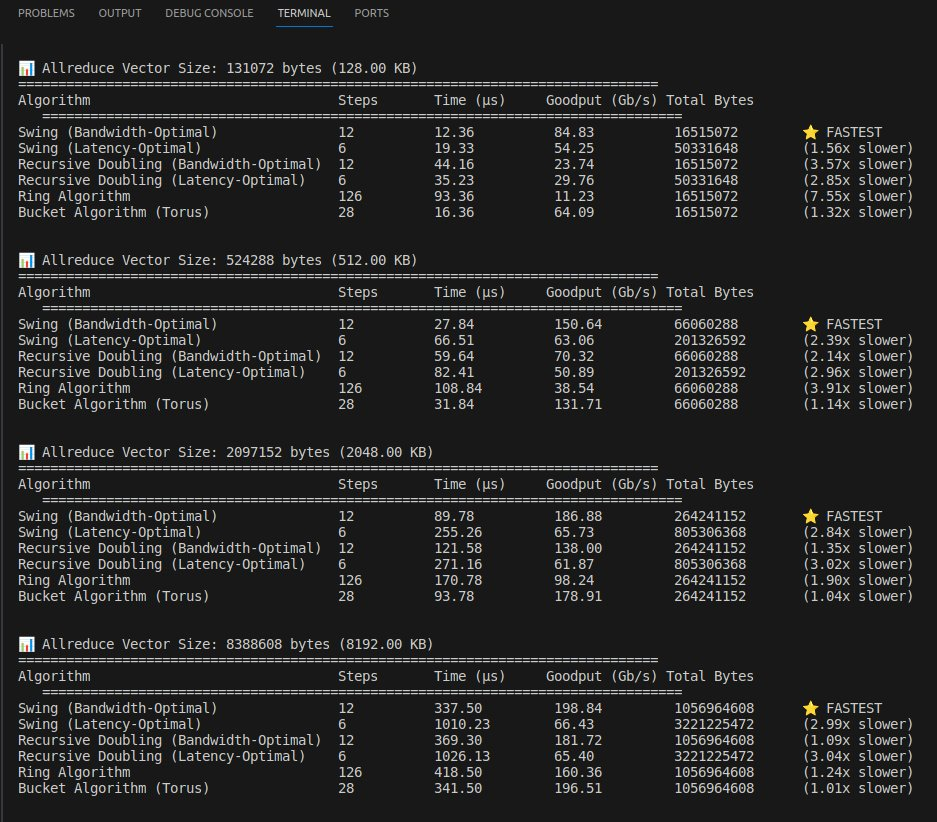 PROBLEMS OUTPUT DEBUG CONSOLE TERMINAL PORTS
📊 Allreduce Vector Size: 131072 bytes (128.00 KB)
================================================================================
Algorithm Steps Time (µs) Goodput (Gb/s) Total Bytes
================================================================================
Swing (Bandwidth-Optimal) 12 12.36 84.83 16515072 ⭐ FASTEST
Swing (Latency-Optimal) 6 19.33 54.25 50331648 (1.56x slower)
Recursive Doubling (Bandwidth-Optimal) 12 44.16 23.74 16515072 (3.57x slower)
Recursive Doubling (Latency-Optimal) 6 35.23 29.76 50331648 (2.85x slower)
Ring Algorithm 126 93.36 11.23 16515072 (7.55x slower)
Bucket Algorithm (Torus) 28 16.36 64.09 16515072 (1.32x slower)
📊 Allreduce Vector Size: 524288 bytes (512.00 KB)
================================================================================
Algorithm Steps Time (µs) Goodput (Gb/s) Total Bytes
================================================================================
Swing (Bandwidth-Optimal) 12 27.84 150.64 66060288 ⭐ FASTEST
Swing (Latency-Optimal) 6 66.51 63.06 201326592 (2.39x slower)
Recursive Doubling (Bandwidth-Optimal) 12 59.64 70.32 66060288 (2.14x slower)
Recursive Doubling (Latency-Optimal) 6 82.41 50.89 201326592 (2.96x slower)
Ring Algorithm 126 108.84 38.54 66060288 (3.91x slower)
Bucket Algorithm (Torus) 28 31.84 131.71 66060288 (1.14x slower)
📊 Allreduce Vector Size: 2097152 bytes (2048.00 KB)
================================================================================
Algorithm Steps Time (µs) Goodput (Gb/s) Total Bytes
================================================================================
Swing (Bandwidth-Optimal) 12 89.78 186.88 264241152 ⭐ FASTEST
Swing (Latency-Optimal) 6 255.26 65.73 805306368 (2.84x slower)
Recursive Doubling (Bandwidth-Optimal) 12 121.58 138.00 264241152 (1.35x slower)
Recursive Doubling (Latency-Optimal) 6 271.16 61.87 805306368 (3.02x slower)
Ring Algorithm 126 170.78 98.24 264241152 (1.90x slower)
Bucket Algorithm (Torus) 28 93.78 178.91 264241152 (1.04x slower)
📊 Allreduce Vector Size: 8388608 bytes (8192.00 KB)
================================================================================
Algorithm Steps Time (µs) Goodput (Gb/s) Total Bytes
================================================================================
Swing (Bandwidth-Optimal) 12 337.50 198.84 1056964608 ⭐ FASTEST
Swing (Latency-Optimal) 6 1010.23 66.43 3221225472 (2.99x slower)
Recursive Doubling (Bandwidth-Optimal) 12 369.30 181.72 1056964608 (1.09x slower)
Recursive Doubling (Latency-Optimal) 6 1026.13 65.40 3221225472 (3.04x slower)
Ring Algorithm 126 418.50 160.36 1056964608 (1.24x slower)
Bucket Algorithm (Torus) 28 341.50 196.51 1056964608 (1.01x slower)